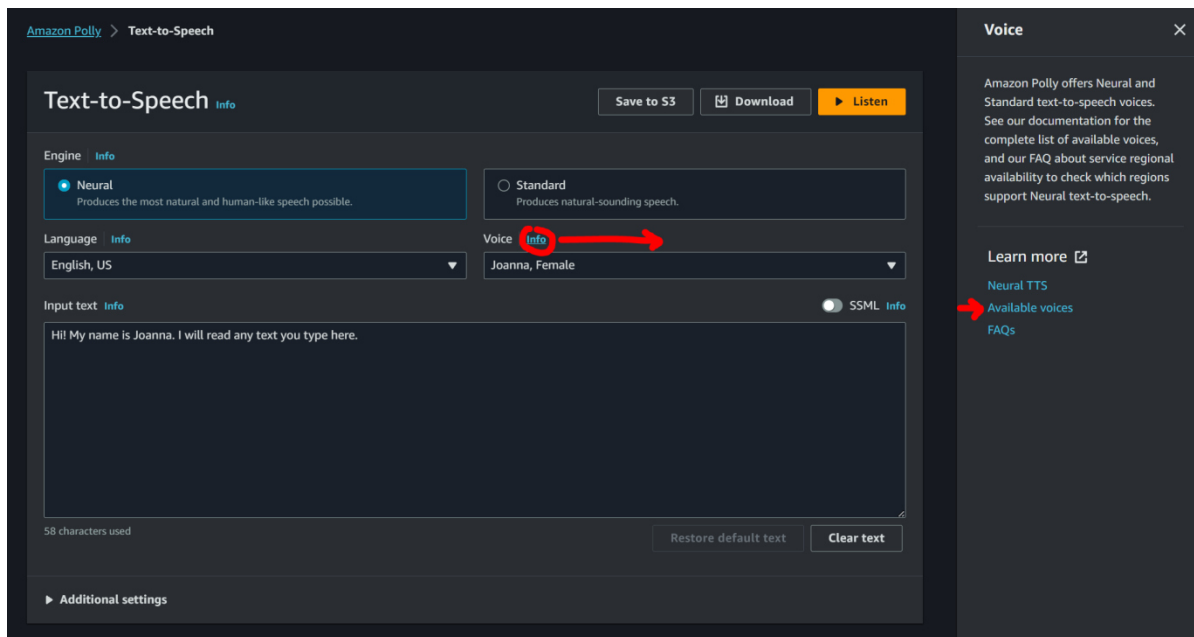 Amazon Polly > Text-to-Speech
Text-to-Speech Info
Save to S3 Download Listen
Engine Info
Neural
Produces the most natural and human-like speech possible.
Standard
Produces natural-sounding speech.
Language Info
English, US
Voice Info
Joanna, Female
Input text Info
SSML Info
Hi! My name is Joanna. I will read any text you type here.
58 characters used
Restore default text Clear text
Additional settings
Voice
Amazon Polly offers Neural and
Standard text-to-speech voices.
See our documentation for the
complete list of available voices,
and our FAQ about service regional
availability to check which regions
support Neural text-to-speech.
Learn more
Neural TTS
Available voices
FAQs